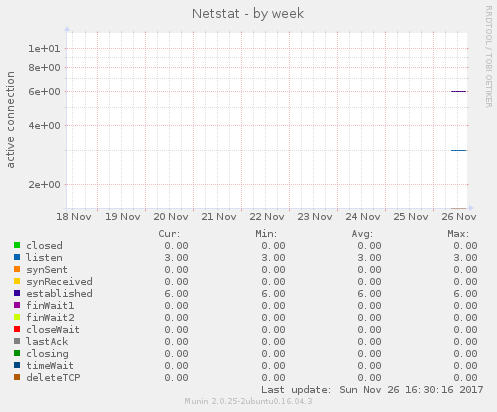 Netstat - by week
RRDTOOL / TOBI OETIKER
active connection
1e+01
8e+00
6e+00
4e+00
2e+00
18 Nov 19 Nov 20 Nov 21 Nov 22 Nov 23 Nov 24 Nov 25 Nov 26 Nov
Cur: Min: Avg: Max:
closed 0.00 0.00 0.00 0.00
listen 3.00 3.00 3.00 3.00
synSent 0.00 0.00 0.00 0.00
synReceived 0.00 0.00 0.00 0.00
established 6.00 6.00 6.00 6.00
finWait1 0.00 0.00 0.00 0.00
finWait2 0.00 0.00 0.00 0.00
closeWait 0.00 0.00 0.00 0.00
lastAck 0.00 0.00 0.00 0.00
closing 0.00 0.00 0.00 0.00
timeWait 0.00 0.00 0.00 0.00
deleteTCP 0.00 0.00 0.00 0.00
Last update: Sun Nov 26 16:30:16 2017
Munin 2.0.25-2ubuntu0.16.04.3